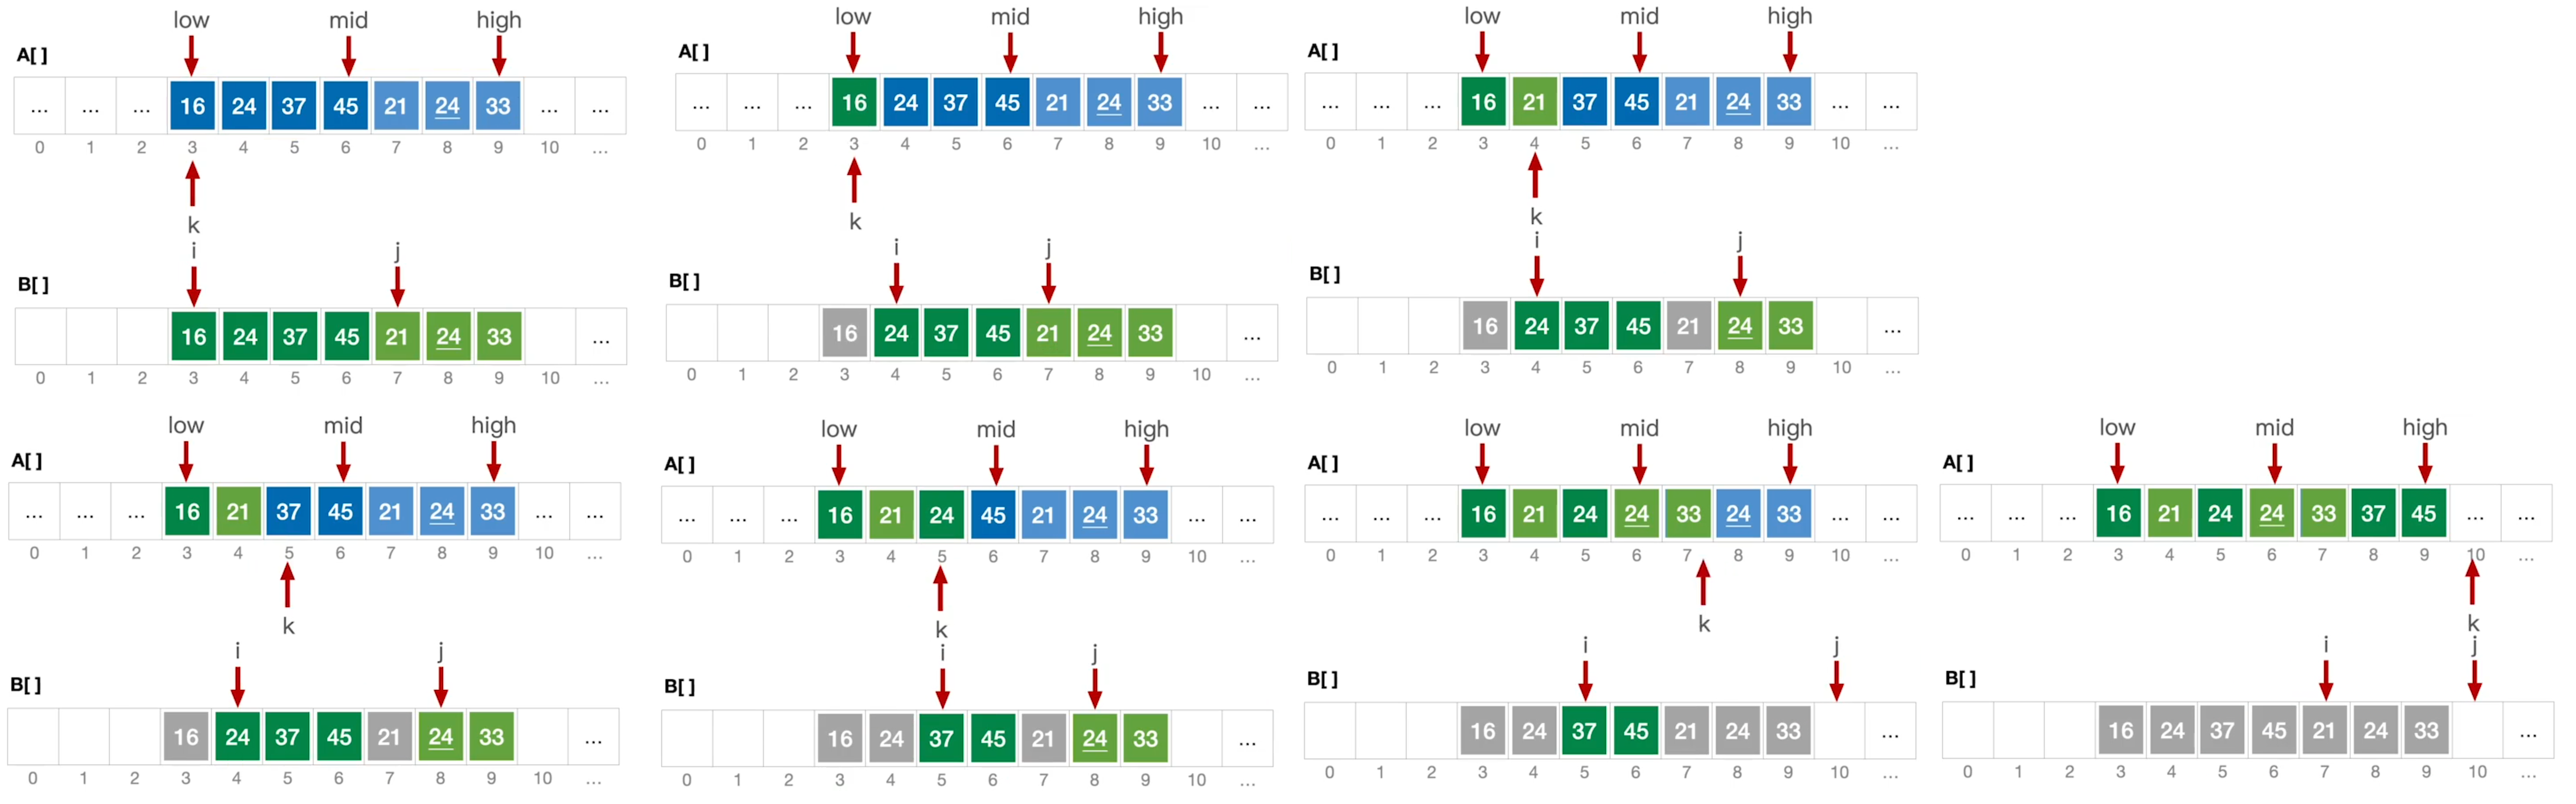 low mid high
A[ ]
... ... ... 16 24 37 45 21 24 33 ... ...
0 1 2 3 4 5 6 7 8 9 10 ...
k
i j
B[ ]
16 24 37 45 21 24 33 ...
0 1 2 3 4 5 6 7 8 9 10 ...
low mid high
A[ ]
... ... ... 16 24 37 45 21 24 33 ... ...
0 1 2 3 4 5 6 7 8 9 10 ...
k
i j
B[ ]
16 24 37 45 21 24 33 ...
0 1 2 3 4 5 6 7 8 9 10 ...
low mid high
A[ ]
... ... ... 16 21 37 45 21 24 33 ... ...
0 1 2 3 4 5 6 7 8 9 10 ...
k
i j
B[ ]
16 24 37 45 21 24 33 ...
0 1 2 3 4 5 6 7 8 9 10 ...
low mid high
A[ ]
... ... ... 16 21 37 45 21 24 33 ... ...
0 1 2 3 4 5 6 7 8 9 10 ...
k
i j
B[ ]
16 24 37 45 21 24 33 ...
0 1 2 3 4 5 6 7 8 9 10 ...
low mid high
A[ ]
... ... ... 16 21 24 45 21 24 33 ... ...
0 1 2 3 4 5 6 7 8 9 10 ...
k
i j
B[ ]
16 24 37 45 21 24 33 ...
0 1 2 3 4 5 6 7 8 9 10 ...
low mid high
A[ ]
... ... ... 16 21 24 24 33 24 33 ... ...
0 1 2 3 4 5 6 7 8 9 10 ...
k
i j
B[ ]
16 24 37 45 21 24 33 ...
0 1 2 3 4 5 6 7 8 9 10 ...
low mid high
A[ ]
... ... ... 16 21 24 24 33 37 45 ... ...
0 1 2 3 4 5 6 7 8 9 10 ...
k
i j
B[ ]
16 24 37 45 21 24 33 ...
0 1 2 3 4 5 6 7 8 9 10 ...